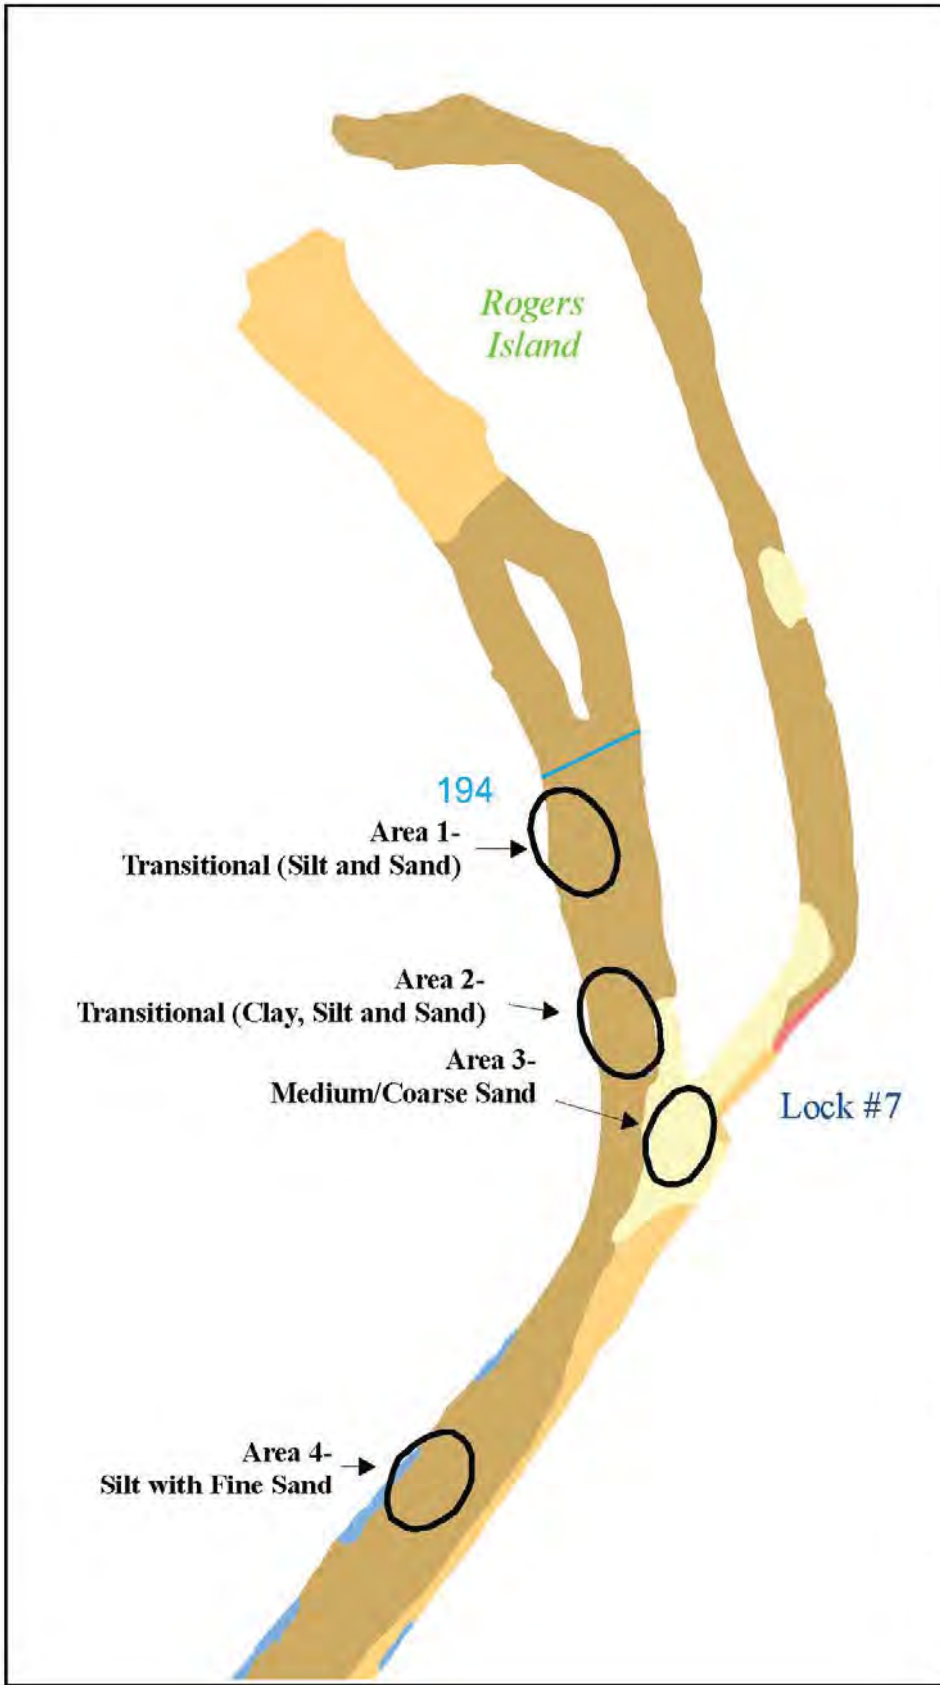 Rogers
Island
194
Area 1-
Transitional (Silt and Sand)
Area 2-
Transitional (Clay, Silt and Sand)
Area 3-
Medium/Coarse Sand
Lock #7
Area 4-
Silt with Fine Sand